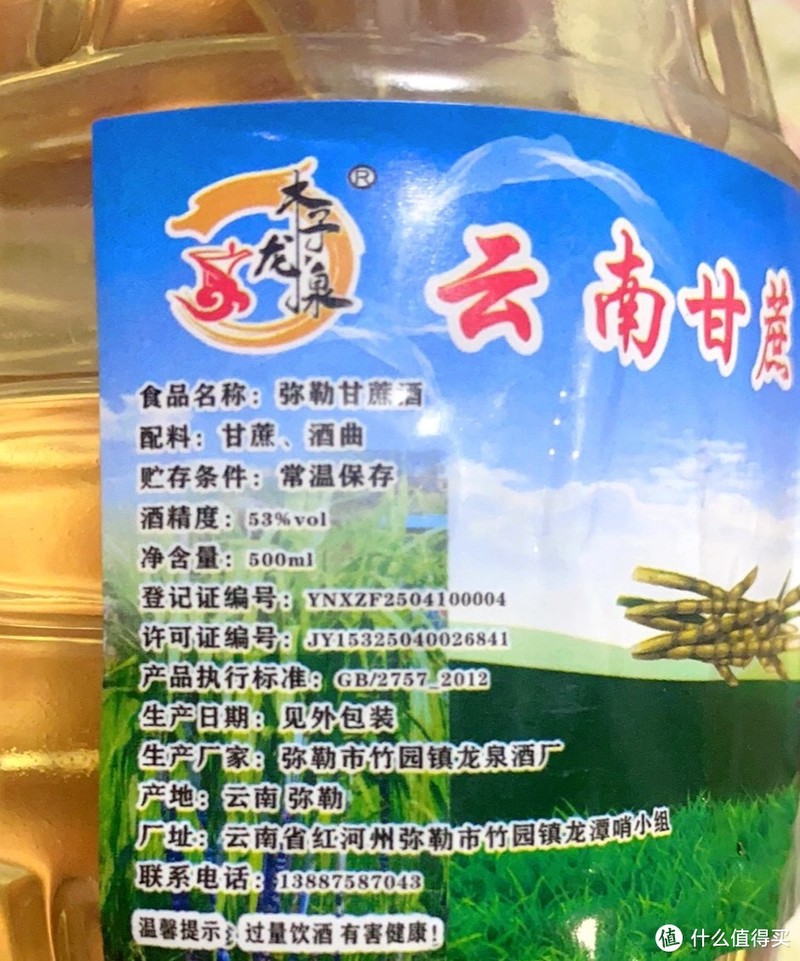 木子龙泉®
云南甘蔗
食品名称：弥勒甘蔗酒
配料：甘蔗、酒曲
贮存条件：常温保存
酒精度：53%vol
净含量：500ml
登记证编号：YNXZF2504100004
许可证编号：JY15325040026841
产品执行标准：GB/2757_2012
生产日期：见外包装
生产厂家：弥勒市竹园镇龙泉酒厂
产地：云南 弥勒
厂址：云南省红河州弥勒市竹园镇龙潭哨小组
联系电话：13887587043
温馨提示：过量饮酒 有害健康！
值 什么值得买